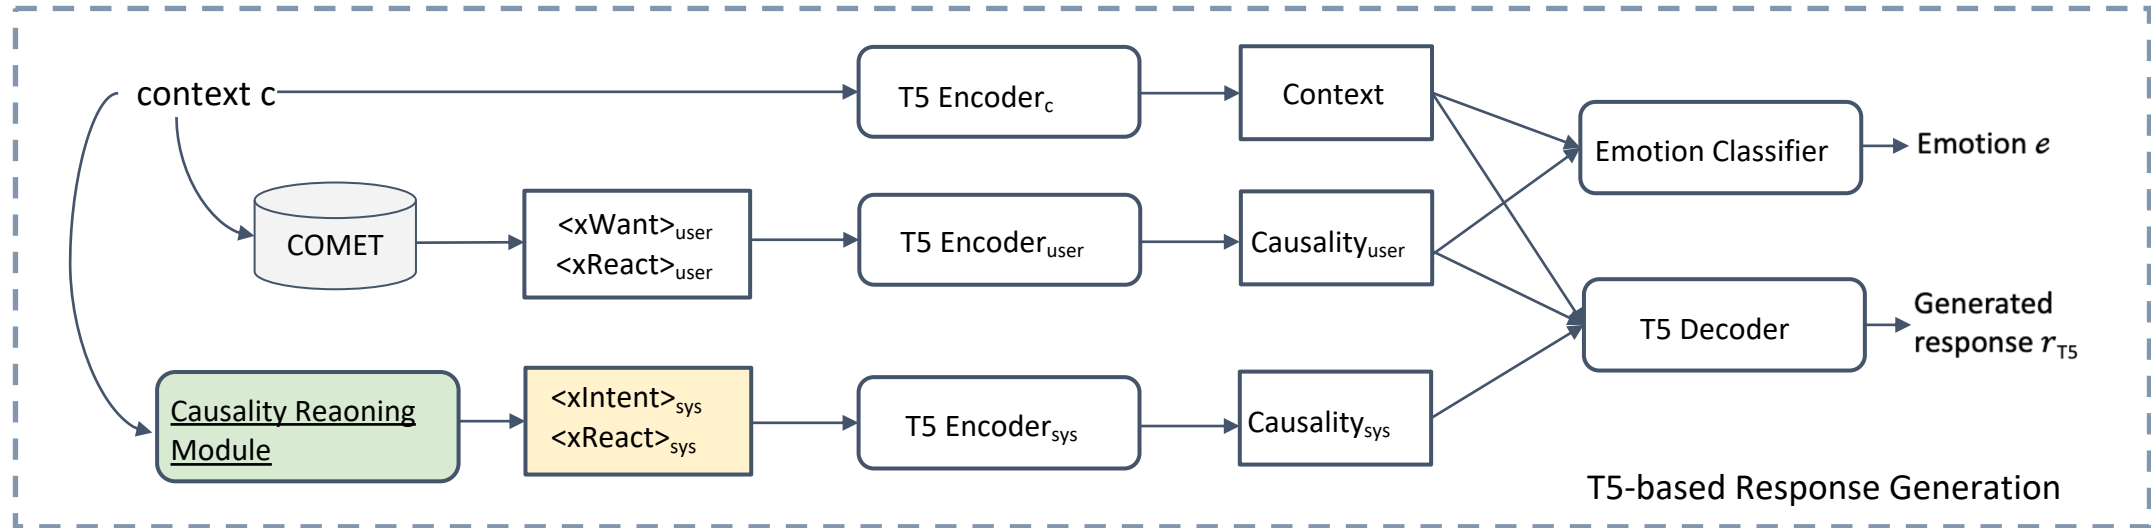 context c
T5 Encoderc
Context
Emotion Classifier
Emotion e
COMET
<xWant>user
<xReact>user
T5 Encoderuser
Causalityuser
T5 Decoder
Generated
response rT5
Causality Reaoning
Module
<xIntent>sys
<xReact>sys
T5 Encodersys
Causalitysys
T5-based Response Generation